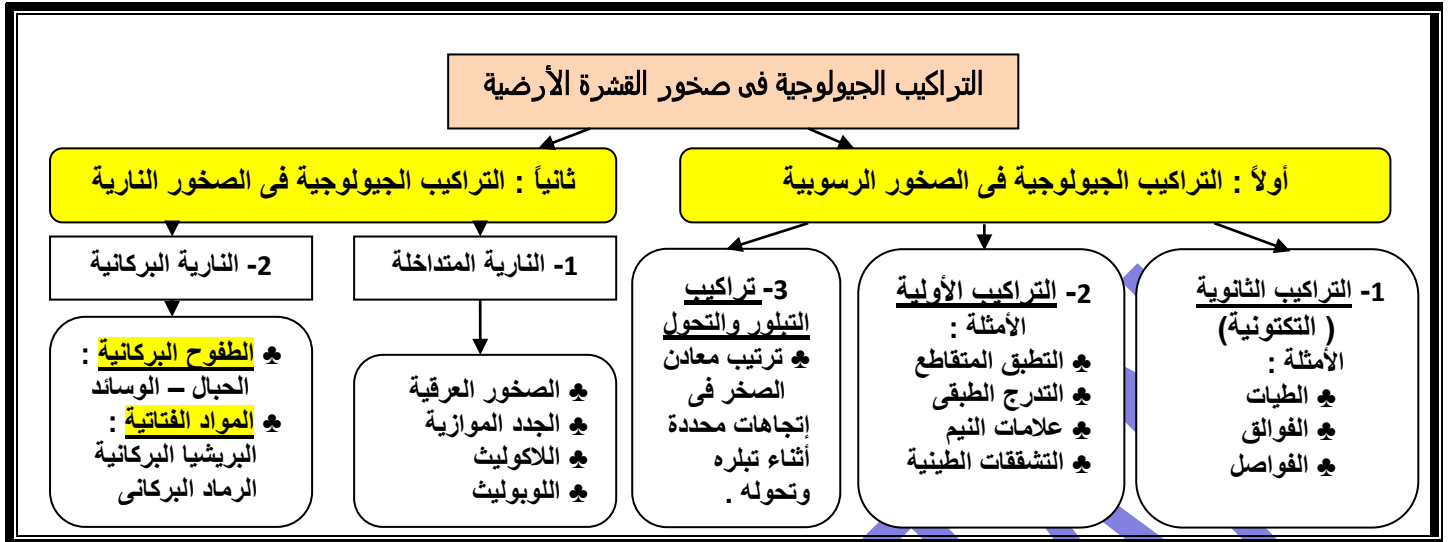 التراكيب الجيولوجية فى صخور القشرة الأرضية
أولاً : التراكيب الجيولوجية فى الصخور الرسوبية
ثانياً : التراكيب الجيولوجية فى الصخور النارية
1- التراكيب الثانوية
( التكتونية)
الأمثلة :
♣ الطيات
♣ الفوالق
♣ الفواصل
2- التراكيب الأولية
الأمثلة :
♣ التطبق المتقاطع
♣ التدرج الطبقى
♣ علامات النيم
♣ التشققات الطينية
3- تراكيب
التبلور والتحول
♣ ترتيب معادن
الصخر فى
إتجاهات محددة
أثناء تبلره
وتحوله .
1- النارية المتداخلة
♣ الصخور العرقية
♣ الجدد الموازية
♣ اللاكوليث
♣ اللوبوليث
2- النارية البركانية
♣ الطفوح البركانية :
الحبال – الوسائد
♣ المواد الفتاتية :
البريشيا البركانية
الرماد البركانى